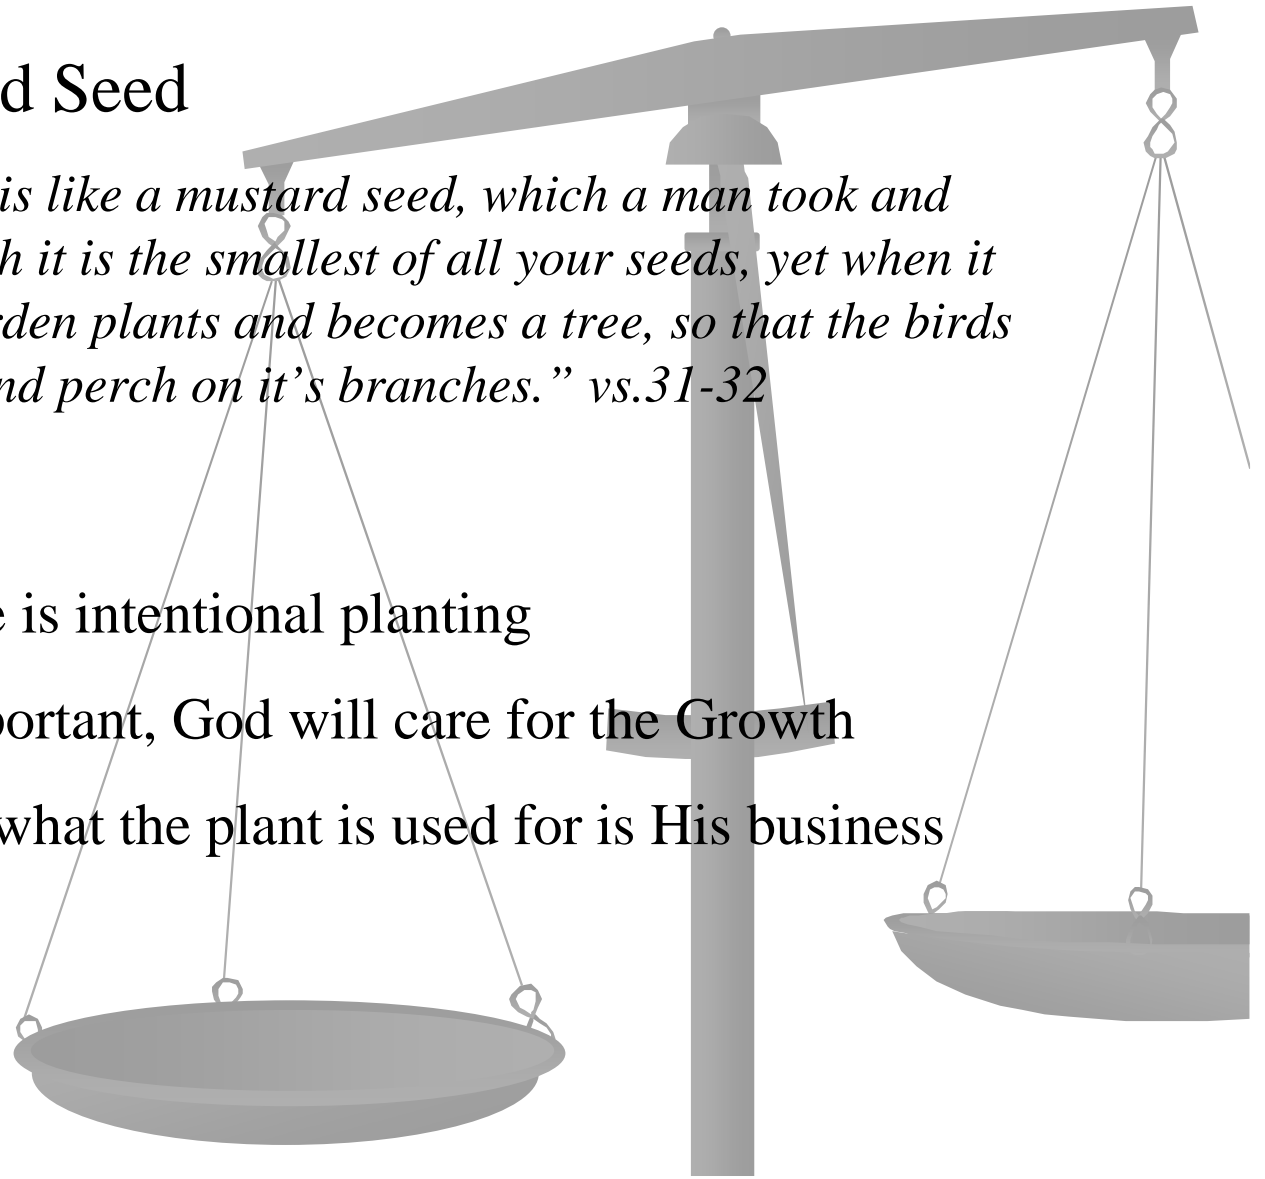 d Seed
is like a mustard seed, which a man took and
h it is the smallest of all your seeds, yet when it
rden plants and becomes a tree, so that the birds
nd perch on it’s branches.” vs.31-32
e is intentional planting
portant, God will care for the Growth
what the plant is used for is His business